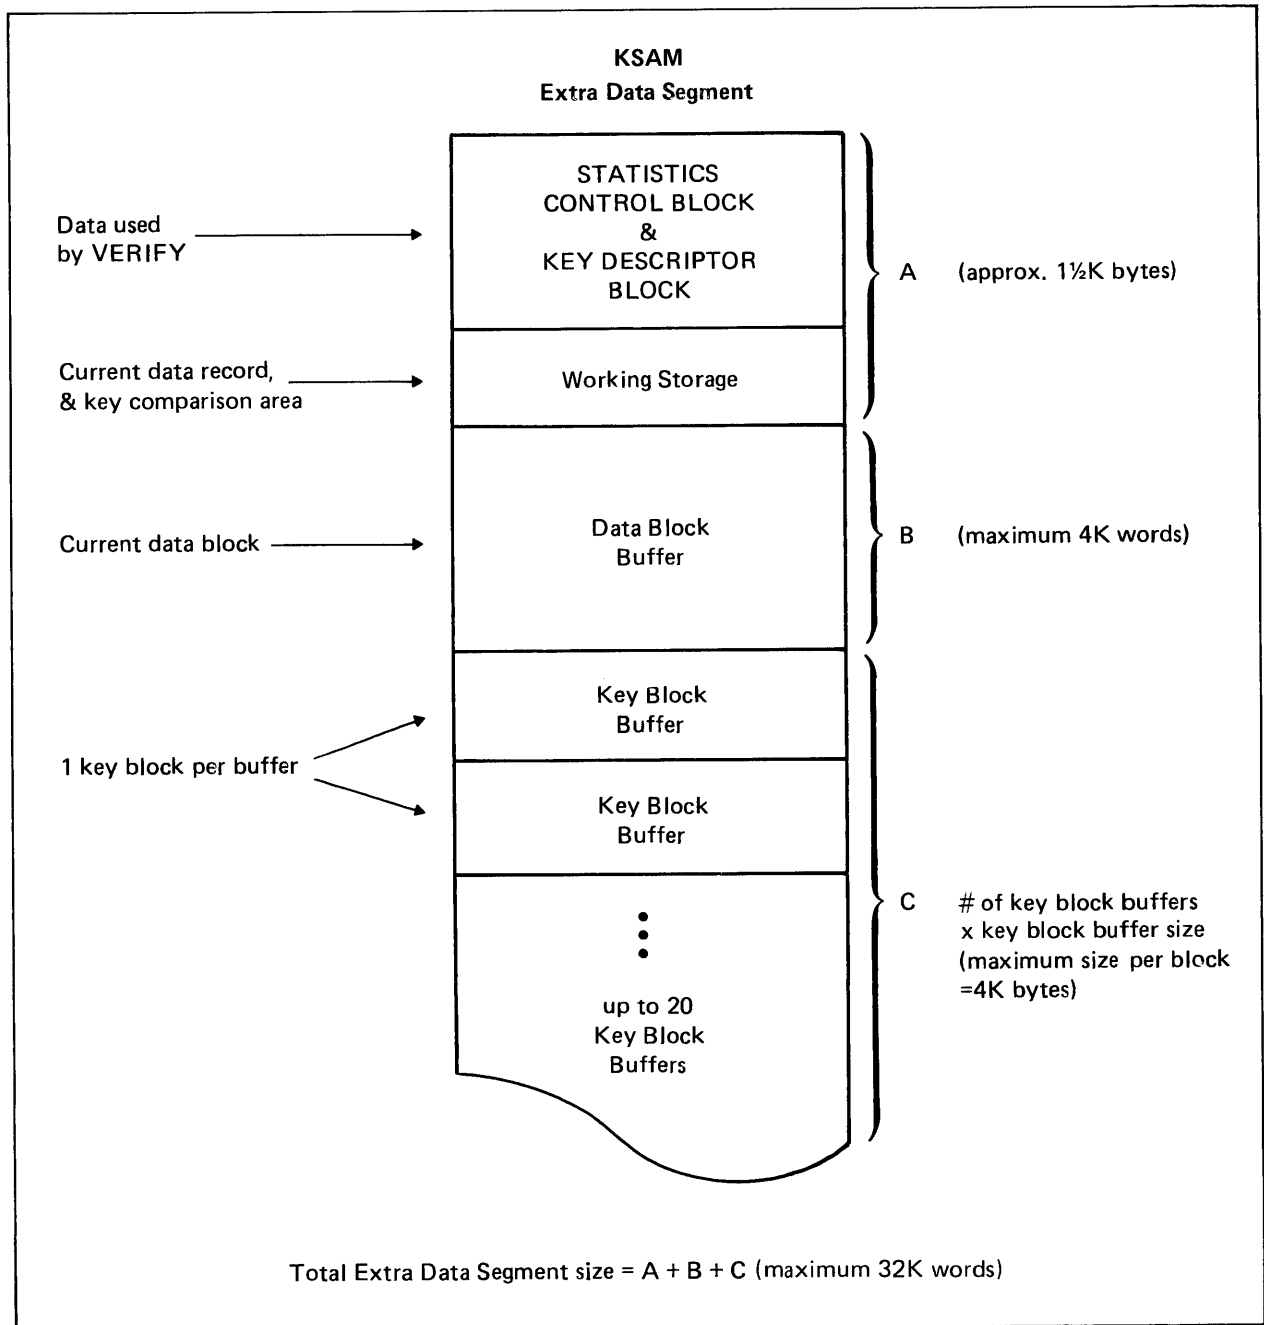 KSAM
Extra Data Segment
Data used
by VERIFY
STATISTICS
CONTROL BLOCK
&
KEY DESCRIPTOR
BLOCK
A (approx. 1½K bytes)
Current data record,
& key comparison area
Working Storage
Current data block
Data Block
Buffer
B (maximum 4K words)
1 key block per buffer
Key Block
Buffer
Key Block
Buffer
up to 20
Key Block
Buffers
C # of key block buffers
x key block buffer size
(maximum size per block
=4K bytes)
Total Extra Data Segment size = A + B + C (maximum 32K words)